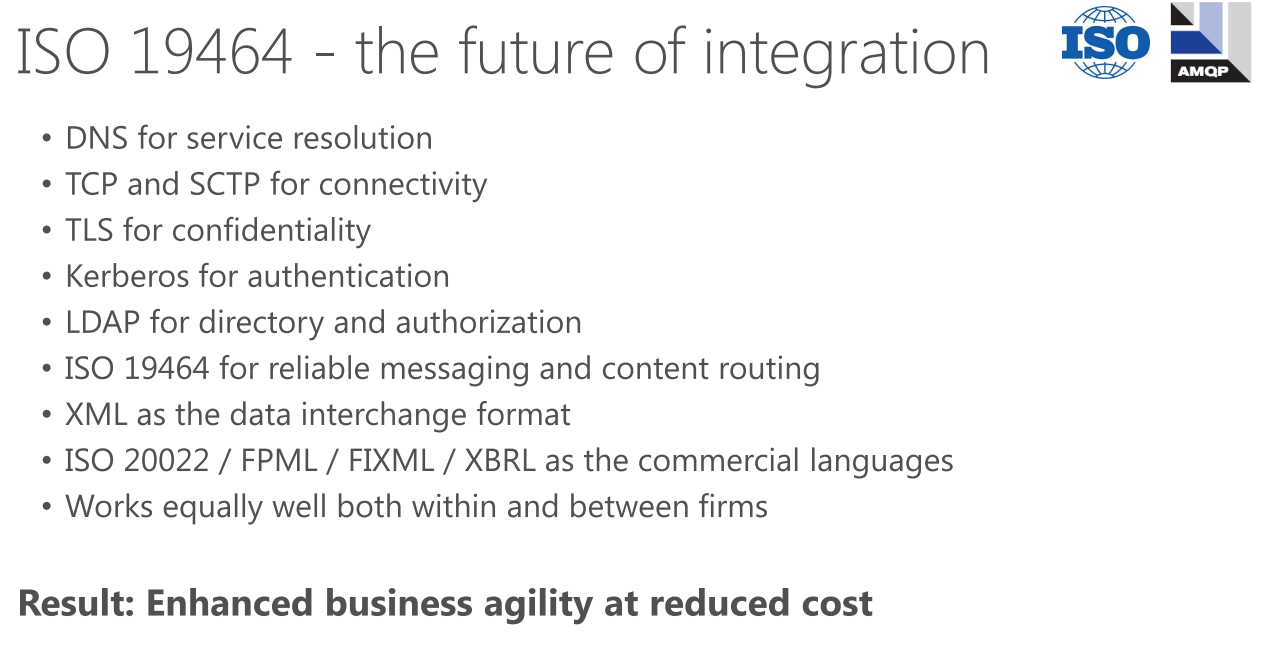 ISO 19464 - the future of integration
ISO
AMQP
• DNS for service resolution
• TCP and SCTP for connectivity
• TLS for confidentiality
• Kerberos for authentication
• LDAP for directory and authorization
• ISO 19464 for reliable messaging and content routing
• XML as the data interchange format
• ISO 20022 / FPML / FIXML / XBRL as the commercial languages
• Works equally well both within and between firms
Result: Enhanced business agility at reduced cost